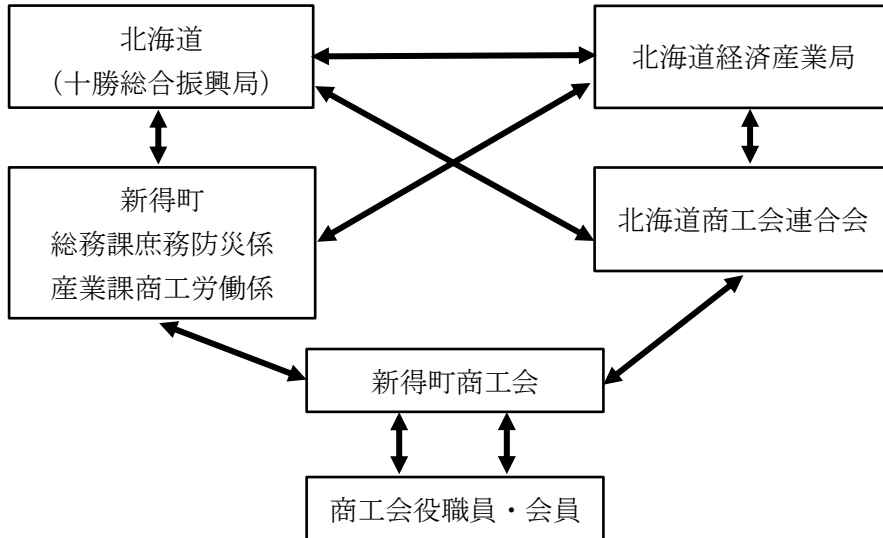 北海道
（十勝総合振興局）
北海道経済産業局
新得町
総務課庶務防災係
産業課商工労働係
北海道商工会連合会
新得町商工会
商工会役職員・会員